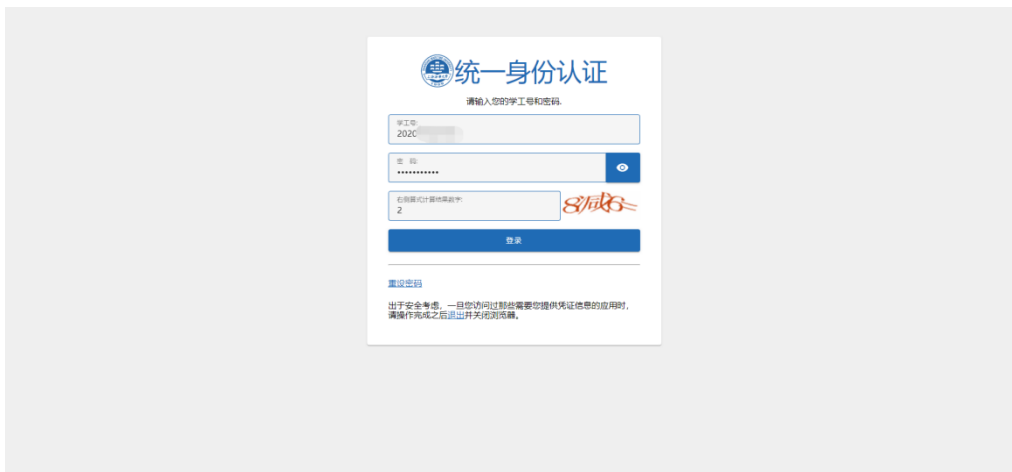 统一身份认证
请输入您的学工号和密码.
学工号:
2020
密 码:
•••••••••••
右侧算式计算结果数字:
2
8减6=
登录
重设密码
出于安全考虑，一旦您访问过那些需要您提供凭证信息的应用时，
请操作完成之后退出并关闭浏览器。